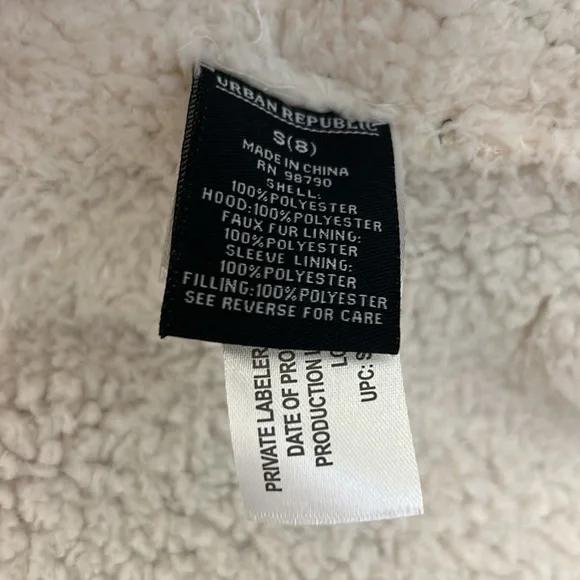 URBAN REPUBLIC
S(8)
MADE IN CHINA
RN 98790
SHELL:
100% POLYESTER
HOOD:100% POLYESTER
FAUX FUR LINING:
100% POLYESTER
SLEEVE LINING:
100% POLYESTER
FILLING:100% POLYESTER
SEE REVERSE FOR CARE
PRIVATE LABELER
DATE OF PRO
PRODUCTION
LO
UPC: S